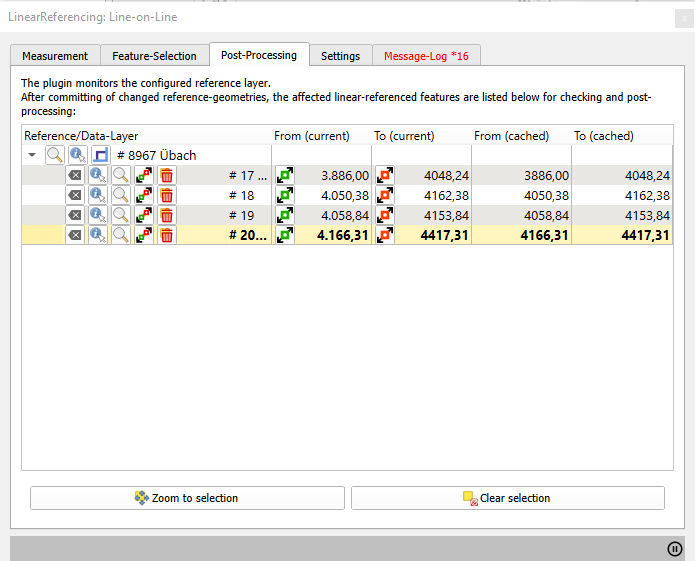 LinearReferencing: Line-on-Line
Measurement Feature-Selection Post-Processing Settings Message-Log *16
The plugin monitors the configured reference layer.
After committing of changed reference-geometries, the affected linear-referenced features are listed below for checking and post-
processing:
Reference/Data-Layer From (current) To (current) From (cached) To (cached)
# 8967 Übach
# 17 ... 3.886,00 4048,24 3886,00 4048,24
# 18 4.050,38 4162,38 4050,38 4162,38
# 19 4.058,84 4153,84 4058,84 4153,84
# 20... 4.166,31 4417,31 4166,31 4417,31
Zoom to selection Clear selection